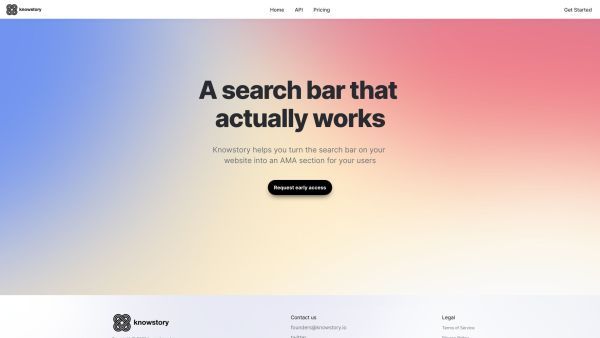 knowstory
Home API Pricing
Get Started
A search bar that
actually works
Knowstory helps you turn the search bar on your
website into an AMA section for your users
Request early access
knowstory
Contact us
founders@knowstory.io
Legal
Terms of Service